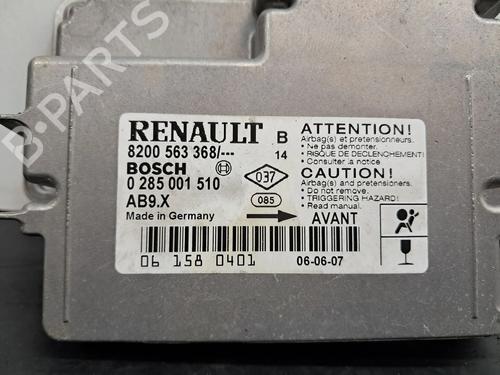 RENAULT B
8200 563 368/--- 14
BOSCH
0 285 001 510
AB9.X
Made in Germany
037
085
AVANT
ATTENTION!
Airbag(s) et pretensionneurs.
• Ne pas demonter.
• RISQUE DE DECLENCHEMENT!
• Consulter la notice
CAUTION!
Airbag(s) and pretensioners.
• Do not remove.
• TRIGGERING HAZARD!
• Read manual.
06 158 0401
06-06-07
B-PARTS